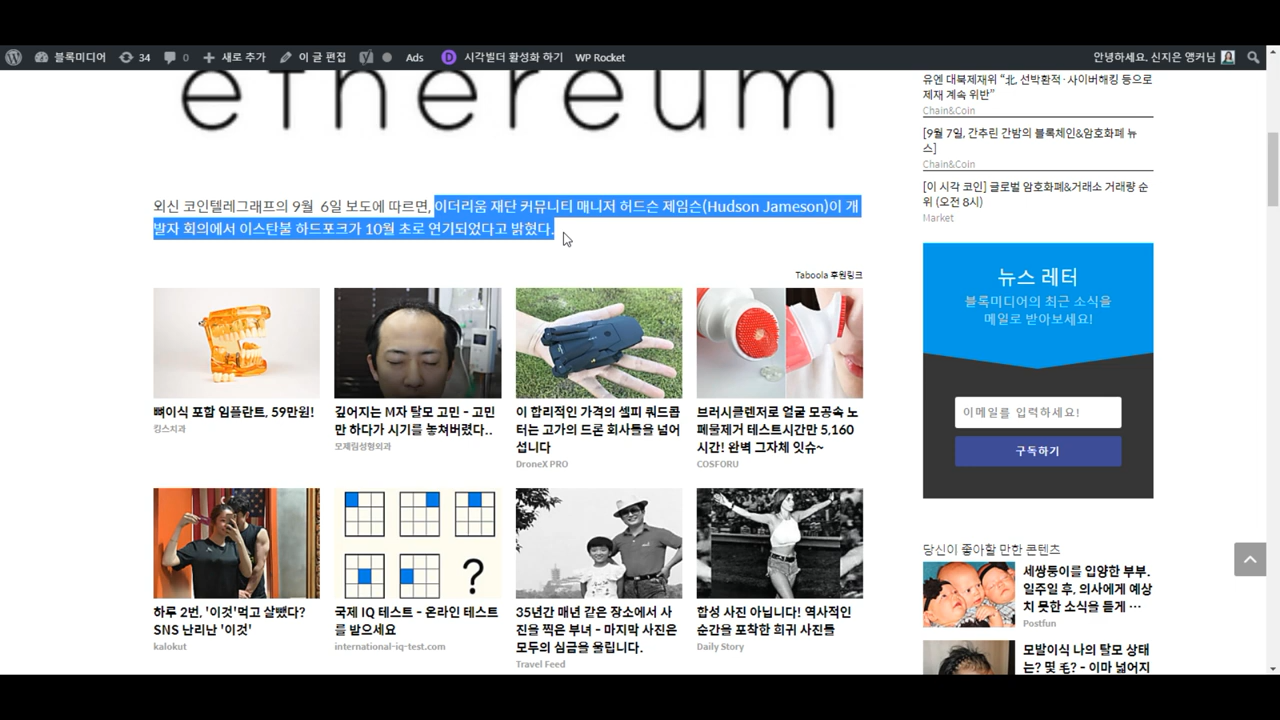 블록미디어 34 0 새로 추가 이 글 편집 Ads 시각빌더 활성화 하기 WP Rocket 안녕하세요, 신지은 앵커님
ethereum
외신 코인텔레그래프의 9월 6일 보도에 따르면, 이더리움 재단 커뮤니티 매니저 허드슨 제임슨(Hudson Jameson)이 개
발자 회의에서 이스탄불 하드포크가 10월 초로 연기되었다고 밝혔다.
Taboola 후원링크
뼈이식 포함 임플란트, 59만원!
킹스치과
깊어지는 M자 탈모 고민 – 고민
만 하다가 시기를 놓쳐버렸다..
모제림성형외과
이 합리적인 가격의 셀피 쿼드콥
터는 고가의 드론 회사들을 넘어
섭니다
DroneX PRO
브러시클렌저로 얼굴 모공속 노
폐물제거 테스트시간만 5,160
시간! 완벽 그자체 잇슈~
COSFORU
하루 2번, '이것'먹고 살뺐다?
SNS 난리난 '이것'
kalokut
?
국제 IQ 테스트 – 온라인 테스트
를 받으세요
international-iq-test.com
35년간 매년 같은 장소에서 사
진을 찍은 부녀 – 마지막 사진은
모두의 심금을 울립니다.
Travel Feed
합성 사진 아닙니다! 역사적인
순간을 포착한 희귀 사진들
Daily Story
유엔 대북제재위 “北, 선박환적·사이버해킹 등으로
제재 계속 위반”
Chain&Coin
[9월 7일, 간추린 간밤의 블록체인&암호화폐 뉴
스]
Chain&Coin
[이 시각 코인] 글로벌 암호화폐&거래소 거래량 순
위 (오전 8시)
Market
뉴스 레터
블록미디어의 최근 소식을
메일로 받아보세요!
이메일를 입력하세요!
구독하기
당신이 좋아할 만한 콘텐츠
세쌍둥이를 입양한 부부.
일주일 후, 의사에게 예상
치 못한 소식을 듣게 …
Postfun
모발이식 나의 탈모 상태
는? 몇 毛? – 이마 넓어지